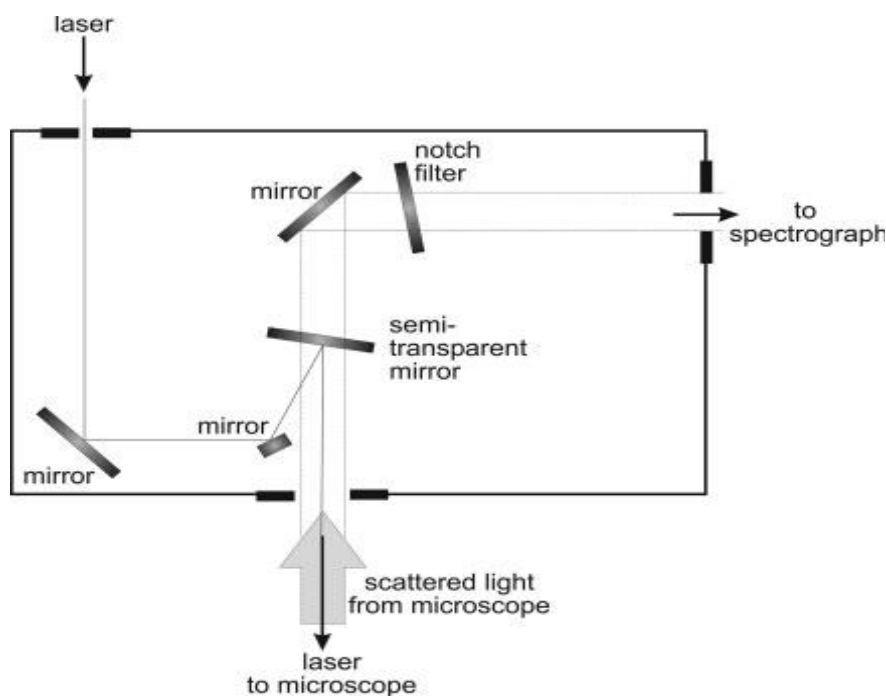 laser
notch
filter
mirror
to
spectrograph
semi-
transparent
mirror
mirror
mirror
scattered light
from microscope
laser
to microscope